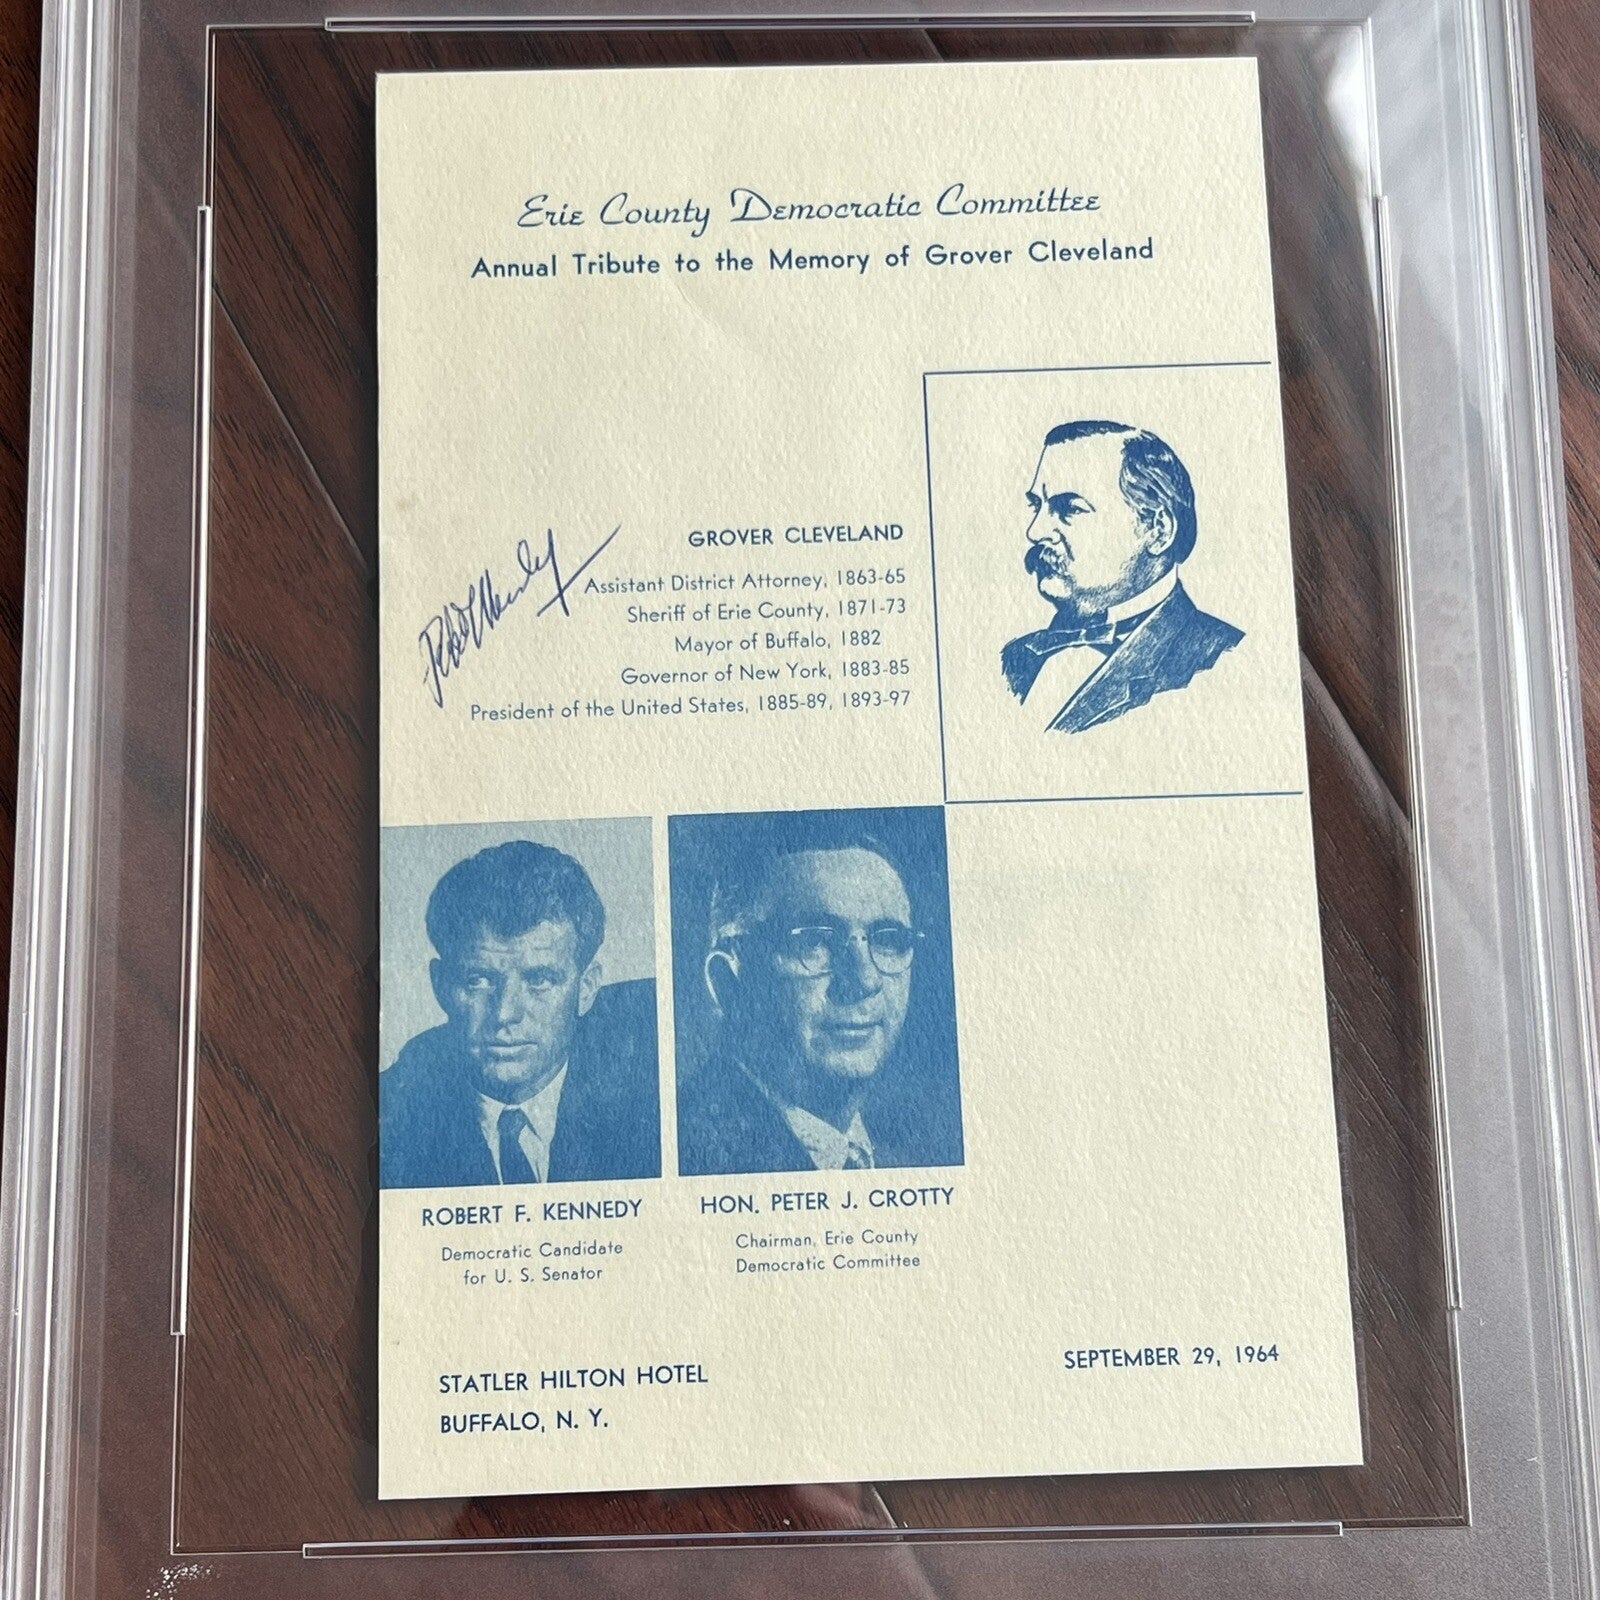 Erie County Democratic Committee
Annual Tribute to the Memory of Grover Cleveland
GROVER CLEVELAND
Assistant District Attorney, 1863-65
Sheriff of Erie County, 1871-73
Mayor of Buffalo, 1882
Governor of New York, 1883-85
President of the United States, 1885-89, 1893-97
ROBERT F. KENNEDY
Democratic Candidate
for U. S. Senator
HON. PETER J. CROTTY
Chairman, Erie County
Democratic Committee
STATLER HILTON HOTEL
BUFFALO, N. Y.
SEPTEMBER 29, 1964